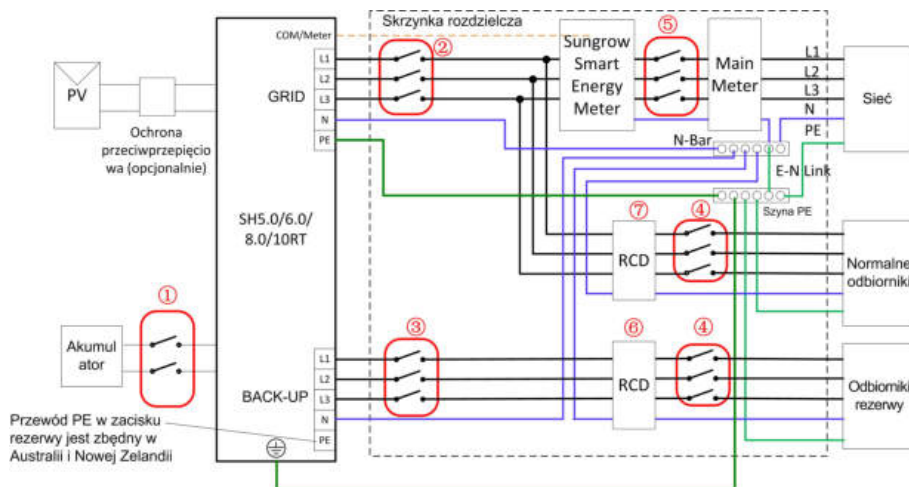 Skrzynka rozdzielcza
COM/Meter
②
⑤
L1
L2
L3
N
PE
GRID
Sungrow
Smart
Energy
Meter
Main
Meter
L1
L2
L3
N
PE
Sieć
PV
Ochrona
przeciwprzepięcio
wa (opcjonalnie)
N-Bar
E-N Link
Szyna PE
SH5.0/6.0/
8.0/10RT
⑦
④
RCD
Normalne
odbiorniki
①
Akumul
ator
③
⑥
④
L1
L2
L3
N
PE
BACK-UP
RCD
Odbiorniki
rezerwy
Przewód PE w zacisku
rezerwy jest zbędny w
Australii i Nowej Zelandii